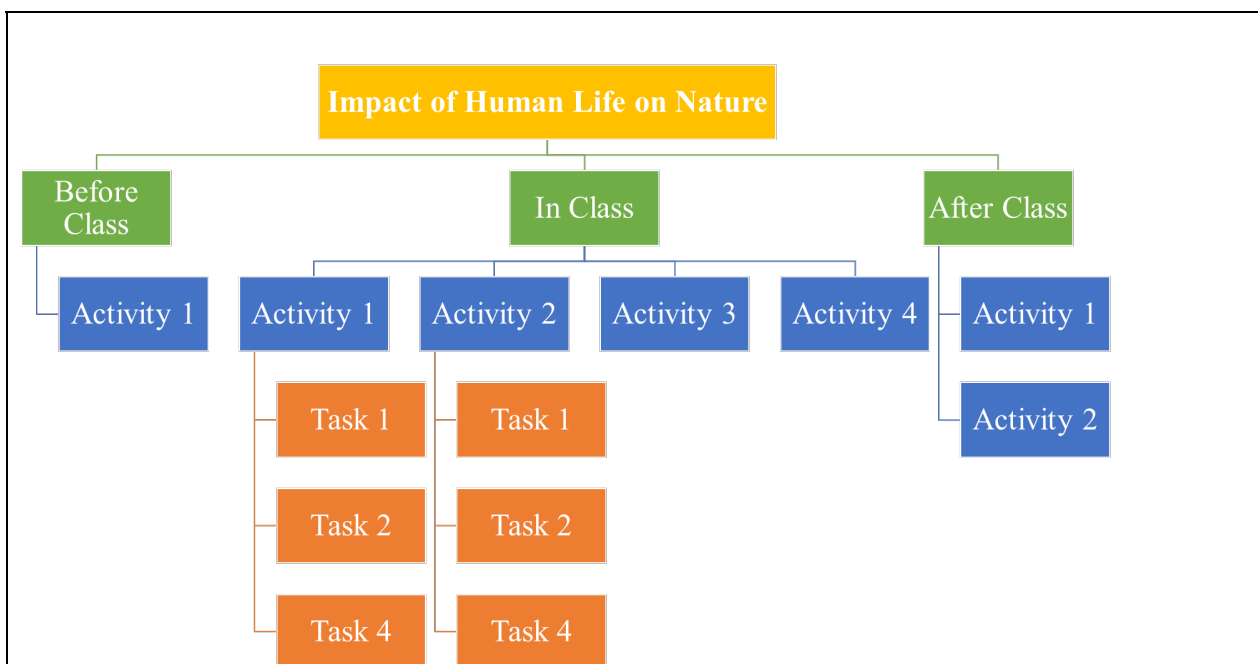 Impact of Human Life on Nature
Before
Class
In Class
After Class
Activity 1
Activity 1
Activity 2
Activity 3
Activity 4
Activity 1
Activity 2
Task 1
Task 1
Task 2
Task 2
Task 4
Task 4